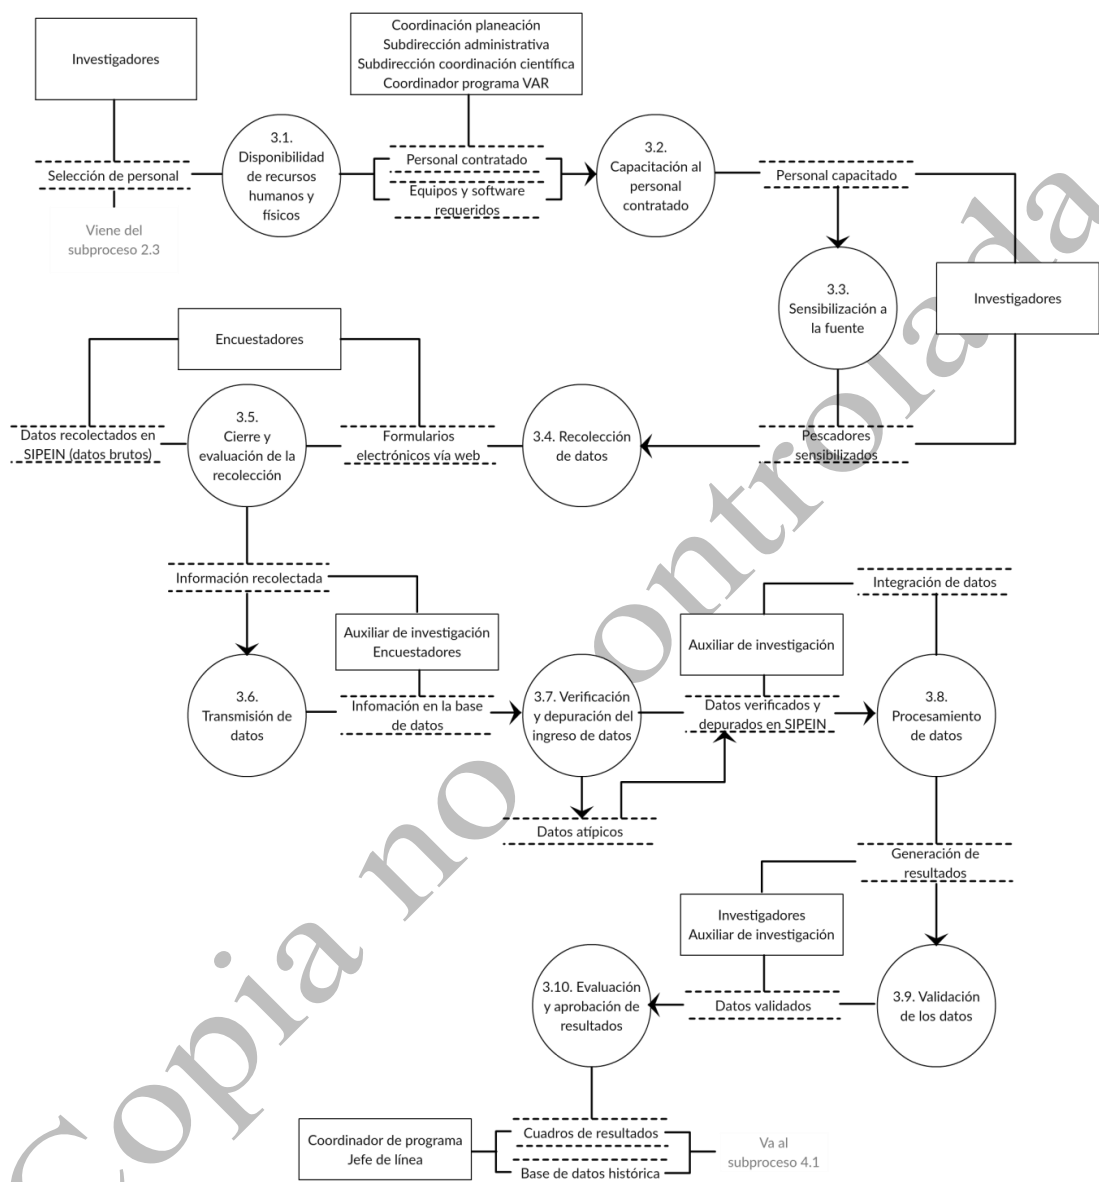 Investigadores
Coordinación planeación
Subdirección administrativa
Subdirección coordinación científica
Coordinador programa VAR
Selección de personal
Viene del
subproceso 2.3
3.1.
Disponibilidad
de recursos
humanos y
físicos
Personal contratado
Equipos y software
requeridos
3.2.
Capacitación al
personal
contratado
Personal capacitado
3.3.
Sensibilización a
la fuente
Investigadores
Encuestadores
Datos recolectados en
SIPEIN (datos brutos)
3.5.
Cierre y
evaluación de la
recolección
Formularios
electrónicos vía web
3.4. Recolección
de datos
Pescadores
sensibilizados
Información recolectada
Auxiliar de investigación
Encuestadores
Auxiliar de investigación
Integración de datos
3.6.
Transmisión de
datos
Infomación en la base
de datos
3.7. Verificación
y depuración del
ingreso de datos
Datos verificados y
depurados en SIPEIN
3.8.
Procesamiento
de datos
Datos atípicos
Generación de
resultados
Investigadores
Auxiliar de investigación
3.10. Evaluación
y aprobación de
resultados
Datos validados
3.9. Validación
de los datos
Coordinador de programa
Jefe de línea
Cuadros de resultados
Base de datos histórica
Va al
subproceso 4.1
Copia no controlada